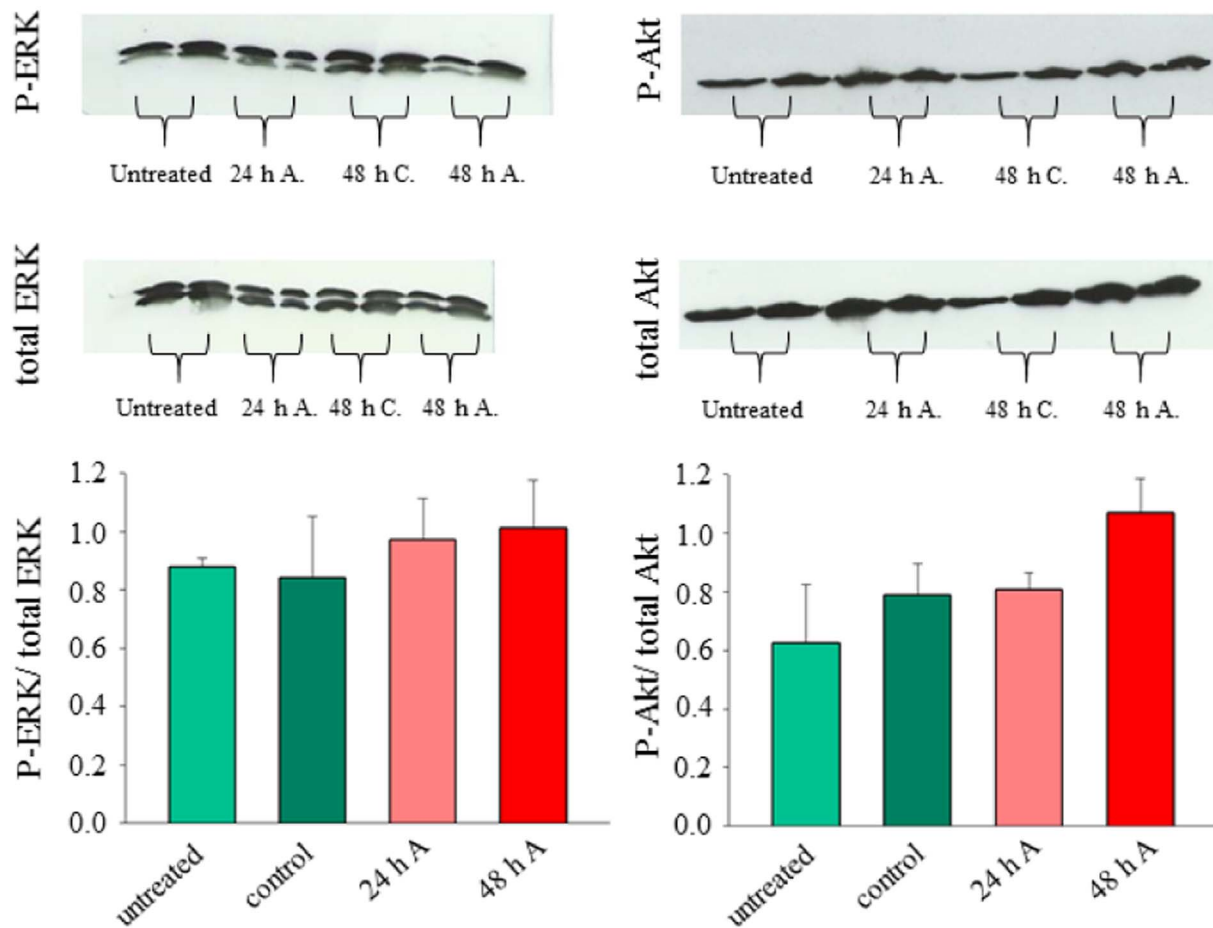 P-ERK
Untreated 24 h A. 48 h C. 48 h A.
total ERK
Untreated 24 h A. 48 h C. 48 h A.
P-ERK/ total ERK
1.2
1.0
0.8
0.6
0.4
0.2
0.0
untreated control 24 h A 48 h A
P-Akt
Untreated 24 h A. 48 h C. 48 h A.
total Akt
Untreated 24 h A. 48 h C. 48 h A.
P-Akt/ total Akt
1.2
1.0
0.8
0.6
0.4
0.2
0.0
untreated control 24 h A 48 h A